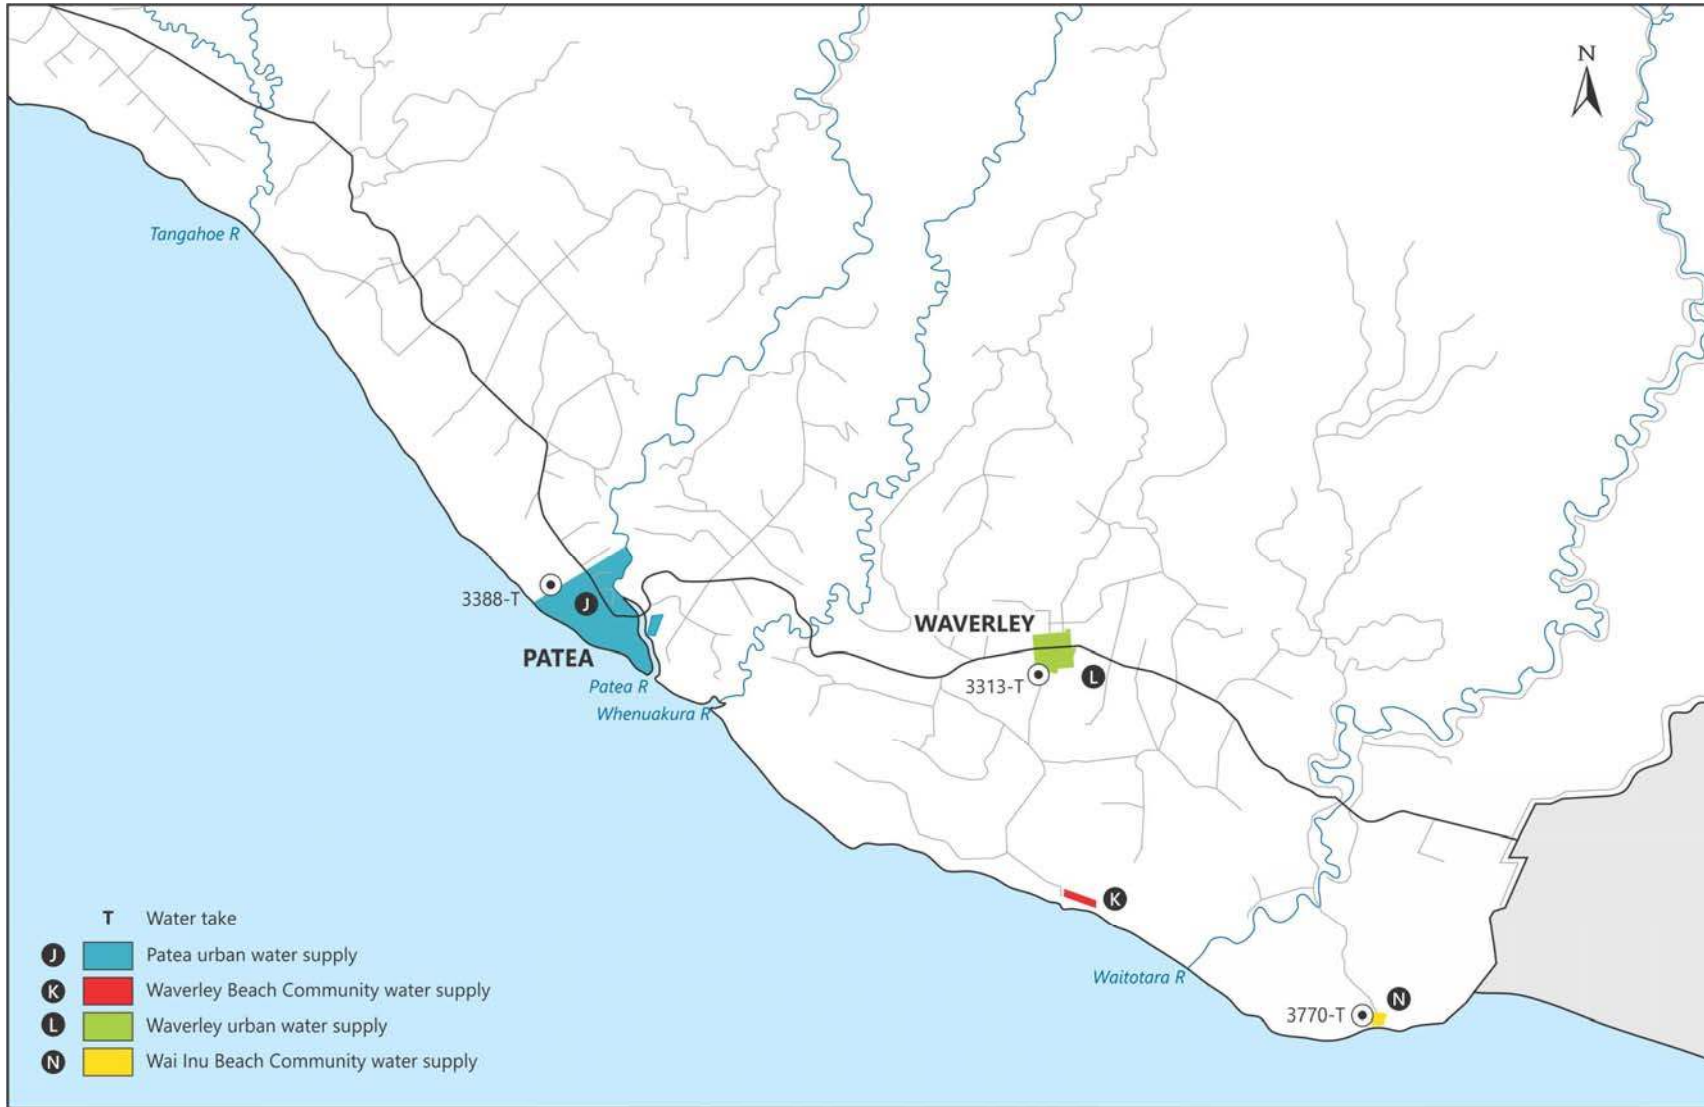 N
Tangahoe R
3388-T
J
PATEA
Patea R
Whenuakura R
WAVERLEY
3313-T
L
K
Waitotara R
N
3770-T
T Water take
J Patea urban water supply
K Waverley Beach Community water supply
L Waverley urban water supply
N Wai Inu Beach Community water supply